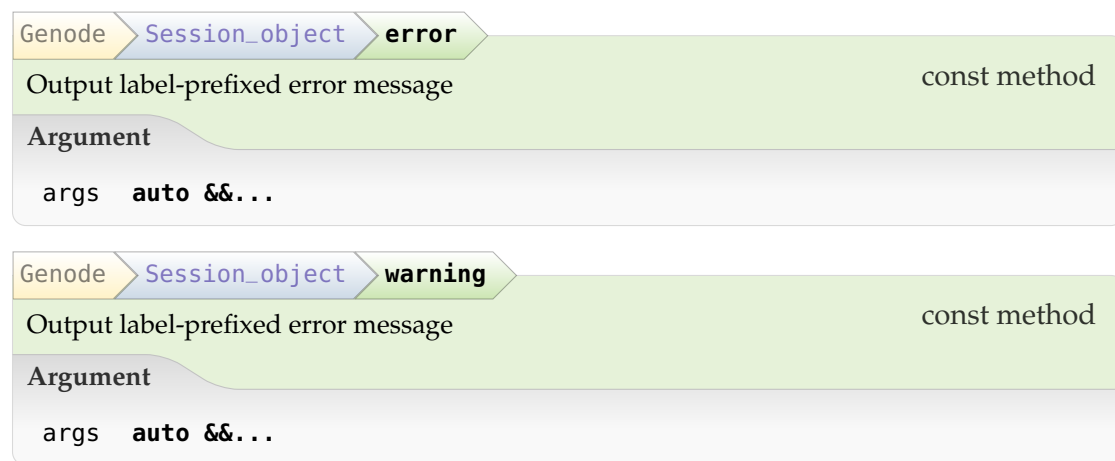 Genode Session_object error
Output label-prefixed error message const method
Argument
args auto &&...
Genode Session_object warning
Output label-prefixed error message const method
Argument
args auto &&...